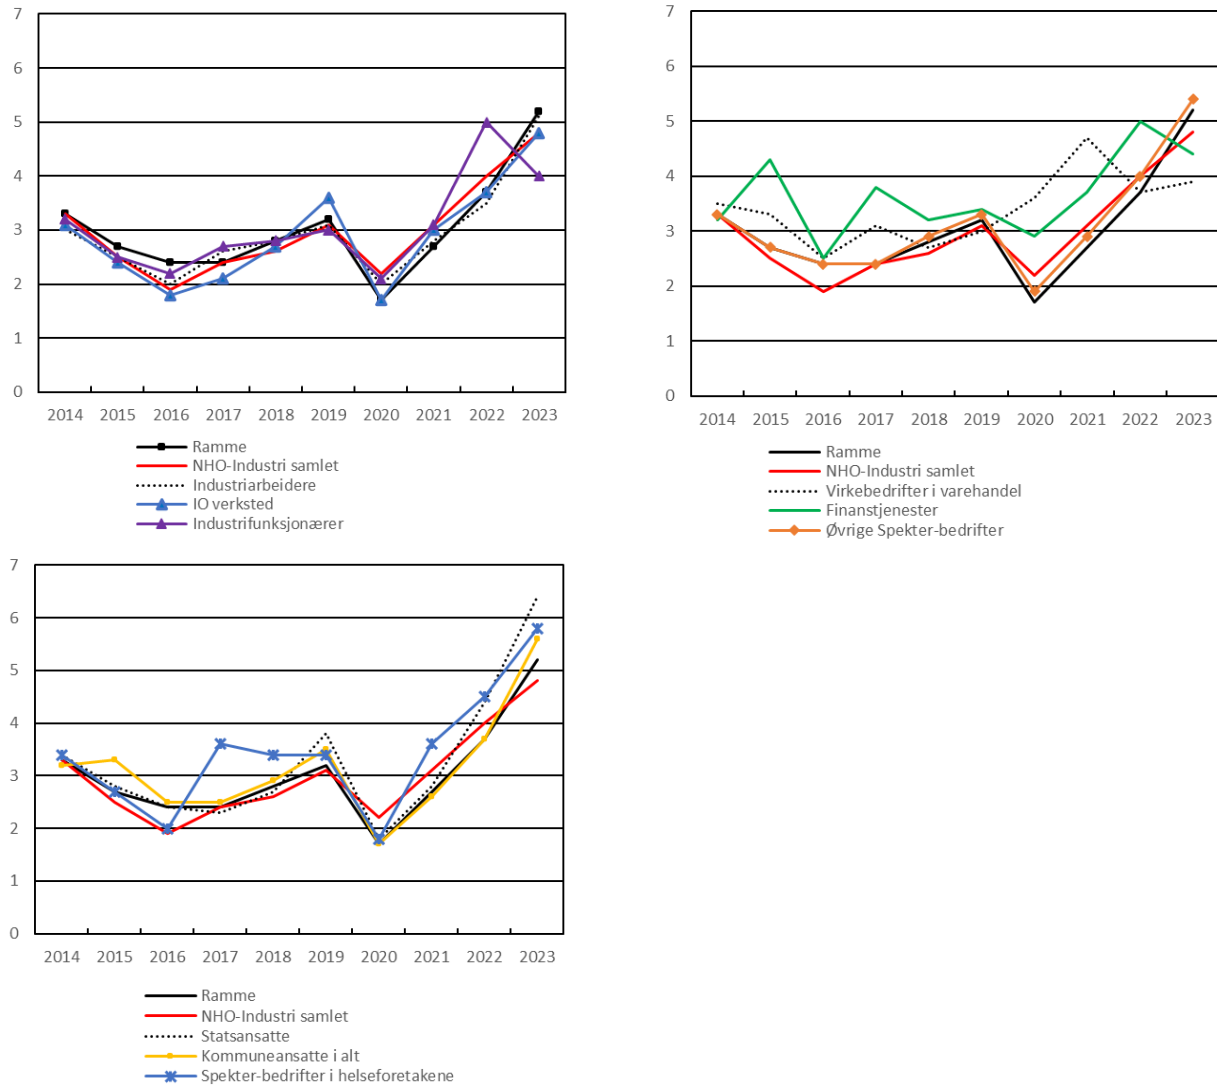 7
6
5
4
3
2
1
0
2014 2015 2016 2017 2018 2019 2020 2021 2022 2023
Ramme
NHO-Industri samlet
Industriarbeidere
IO verksted
Industrifunksjonærer
7
6
5
4
3
2
1
0
2014 2015 2016 2017 2018 2019 2020 2021 2022 2023
Ramme
NHO-Industri samlet
Virkebedrifter i varehandel
Finanstjenester
Øvrige Spekter-bedrifter
7
6
5
4
3
2
1
0
2014 2015 2016 2017 2018 2019 2020 2021 2022 2023
Ramme
NHO-Industri samlet
Statsansatte
Kommuneansatte i alt
Spekter-bedrifter i helseforetakene